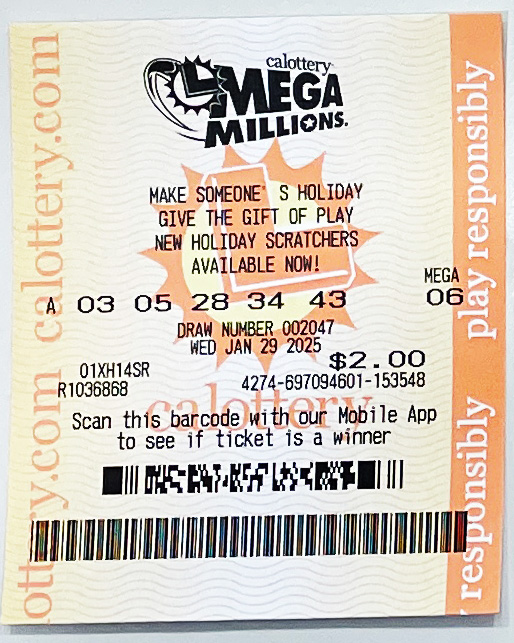 calottery
MEGA
MILLIONS.
MAKE SOMEONE' S HOLIDAY
GIVE THE GIFT OF PLAY
NEW HOLIDAY SCRATCHERS
AVAILABLE NOW!
MEGA
A 03 05 28 34 43 06
DRAW NUMBER 002047
WED JAN 29 2025
$2.00
01XH14SR
R1036868 4274-697094601-153548
calottery
Scan this barcode with our Mobile App
to see if ticket is a winner
calottery.com
ottery.com
play responsibly
responsibly